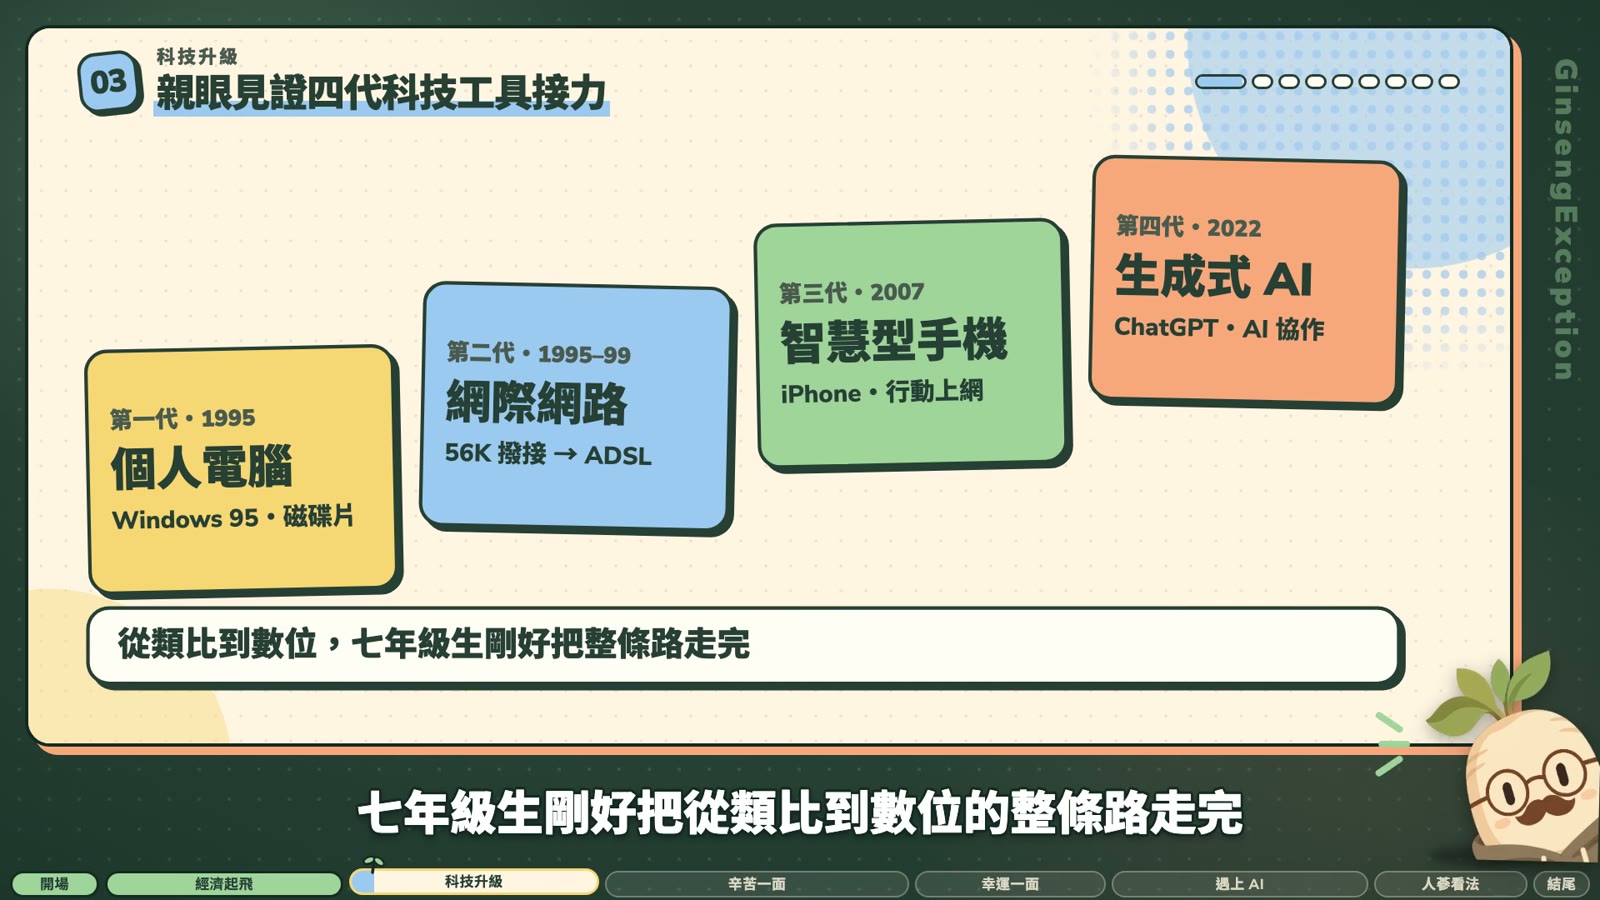 03
科技升級
親眼見證四代科技工具接力
第一代・1995
個人電腦
Windows 95・磁碟片
第二代・1995–99
網際網路
56K 撥接 → ADSL
第三代・2007
智慧型手機
iPhone・行動上網
第四代・2022
生成式 AI
ChatGPT・AI 協作
從類比到數位，七年級生剛好把整條路走完
GinsengException
七年級生剛好把從類比到數位的整條路走完
開場
經濟起飛
科技升級
辛苦一面
幸運一面
遇上 AI
人蔘看法
結尾